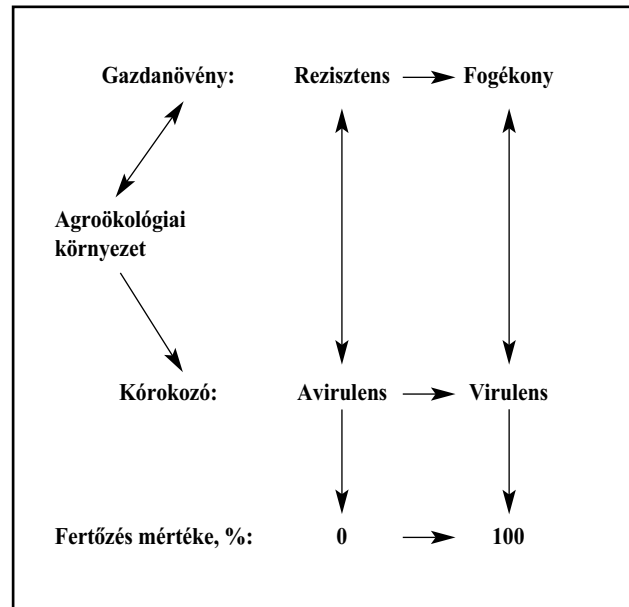 Gazdanövény: Rezisztens Fogékony
Agroökológiai
környezet
Kórokozó: Avirulens Virulens
Fertőzés mértéke, %: 0 100